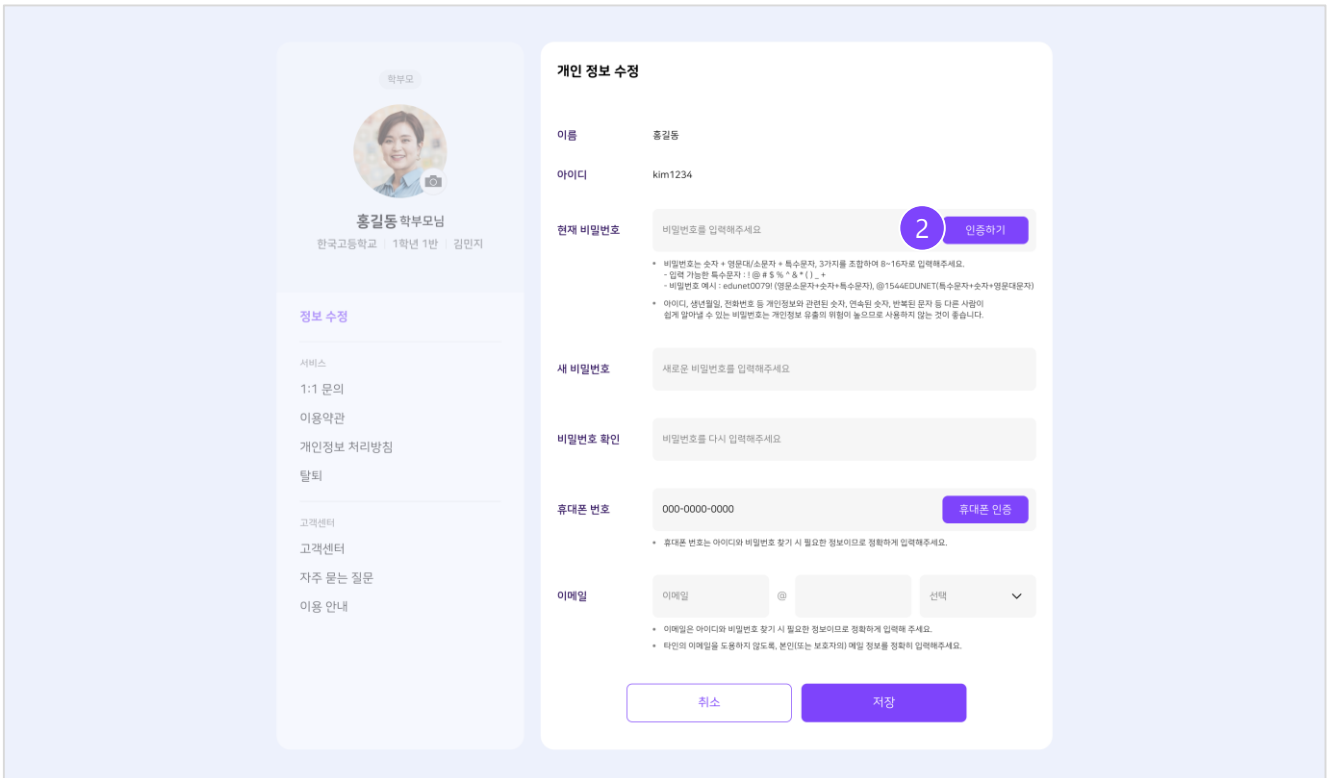 학부모
홍길동 학부모님
한국고등학교 | 1학년 1반 | 김민지
정보 수정
서비스
1:1 문의
이용약관
개인정보 처리방침
탈퇴
고객센터
고객센터
자주 묻는 질문
이용 안내
개인 정보 수정
이름 홍길동
아이디 kim1234
현재 비밀번호 비밀번호를 입력해주세요 2 인증하기
• 비밀번호는 숫자 + 영문대/소문자 + 특수문자, 3가지를 조합하여 8~16자로 입력해주세요.
- 입력 가능한 특수문자 : ! @ # $ % ^ & * ( ) _ +
- 비밀번호 예시 : edunet0079! (영문소문자+숫자+특수문자), @1544EDUNET(특수문자+숫자+영문대문자)
• 아이디, 생년월일, 전화번호 등 개인정보와 관련된 숫자, 연속된 숫자, 반복된 문자 등 다른 사람이
쉽게 알아낼 수 있는 비밀번호는 개인정보 유출의 위험이 높으므로 사용하지 않는 것이 좋습니다.
새 비밀번호 새로운 비밀번호를 입력해주세요
비밀번호 확인 비밀번호를 다시 입력해주세요
휴대폰 번호 000-0000-0000 휴대폰 인증
• 휴대폰 번호는 아이디와 비밀번호 찾기 시 필요한 정보이므로 정확하게 입력해주세요.
이메일 이메일 @ 선택
• 이메일은 아이디와 비밀번호 찾기 시 필요한 정보이므로 정확하게 입력해 주세요.
• 타인의 이메일을 도용하지 않도록, 본인(또는 보호자의) 메일 정보를 정확히 입력해주세요.
취소 저장